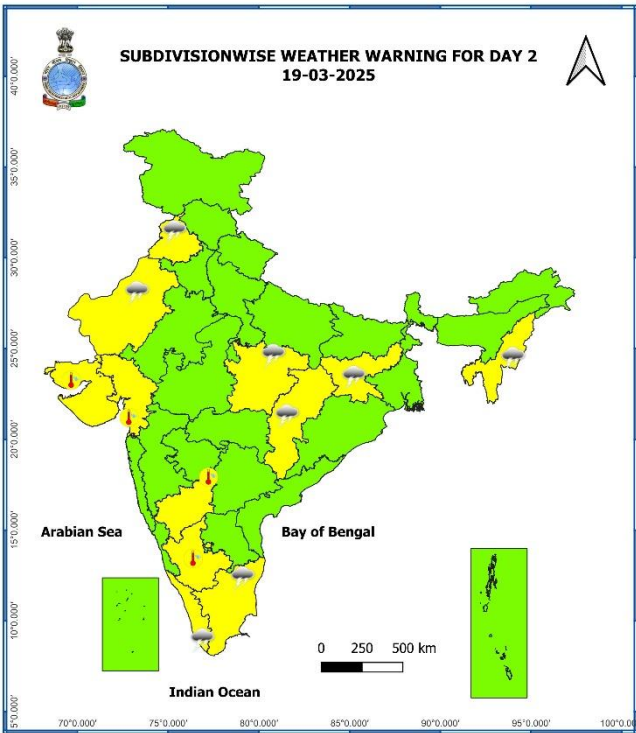 SUBDIVISIONWISE WEATHER WARNING FOR DAY 2
19-03-2025
40°0.000'
35°0.000'
30°0.000'
25°0.000'
20°0.000'
15°0.000'
10°0.000'
5°0.000'
Arabian Sea
Bay of Bengal
0 250 500 km
Indian Ocean
70°0.000' 75°0.000' 80°0.000' 85°0.000' 90°0.000' 95°0.000' 100°0.0